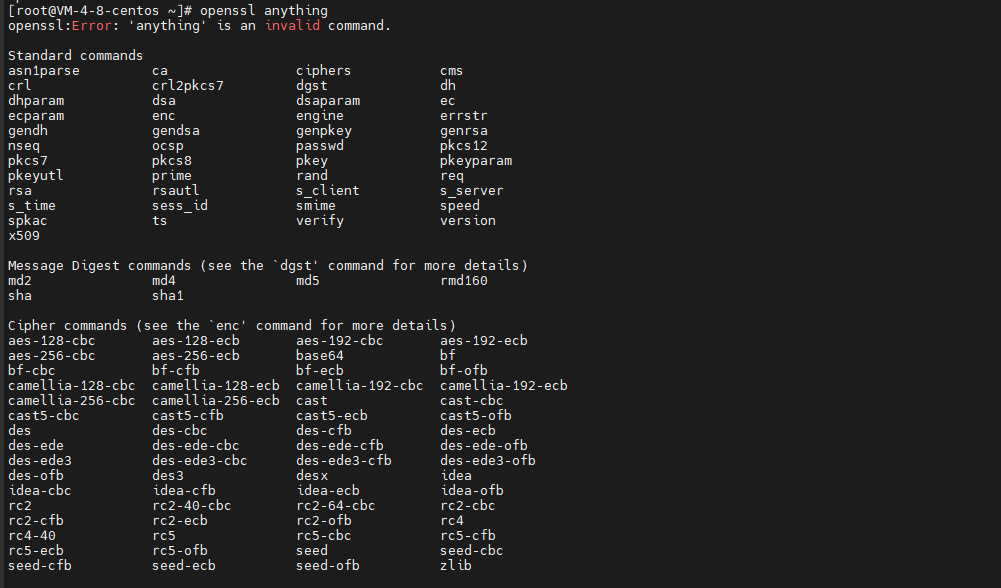 [root@VM-4-8-centos ~]# openssl anything
openssl:Error: 'anything' is an invalid command.

Standard commands
asn1parse         ca                ciphers           cms
crl               crl2pkcs7         dgst              dh
dhparam           dsa               dsaparam          ec
ecparam           enc               engine            errstr
gendh             gendsa            genpkey           genrsa
nseq              ocsp              passwd            pkcs12
pkcs7             pkcs8             pkey              pkeyparam
pkeyutl           prime             rand              req
rsa               rsautl            s_client          s_server
s_time            sess_id           smime             speed
spkac             ts                verify            version
x509

Message Digest commands (see the `dgst' command for more details)
md2               md4               md5               rmd160
sha               sha1

Cipher commands (see the `enc' command for more details)
aes-128-cbc       aes-128-ecb       aes-192-cbc       aes-192-ecb
aes-256-cbc       aes-256-ecb       base64            bf
bf-cbc            bf-cfb            bf-ecb            bf-ofb
camellia-128-cbc  camellia-128-ecb  camellia-192-cbc  camellia-192-ecb
camellia-256-cbc  camellia-256-ecb  cast              cast-cbc
cast5-cbc         cast5-cfb         cast5-ecb         cast5-ofb
des               des-cbc           des-cfb           des-ecb
des-ede           des-ede-cbc       des-ede-cfb       des-ede-ofb
des-ede3          des-ede3-cbc      des-ede3-cfb      des-ede3-ofb
des-ofb           des3              desx              idea
idea-cbc          idea-cfb          idea-ecb          idea-ofb
rc2               rc2-40-cbc        rc2-64-cbc        rc2-cbc
rc2-cfb           rc2-ecb           rc2-ofb           rc4
rc4-40            rc5               rc5-cbc           rc5-cfb
rc5-ecb           rc5-ofb           seed              seed-cbc
seed-cfb          seed-ecb          seed-ofb          zlib